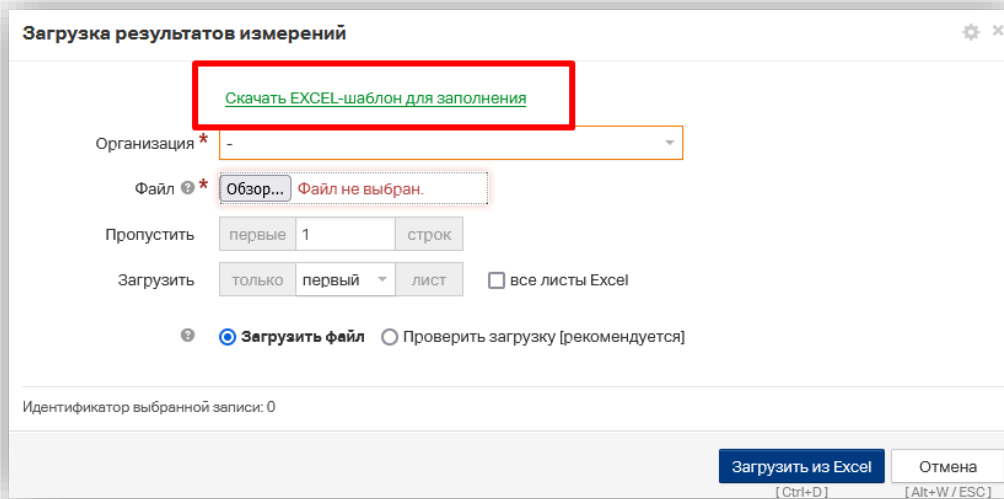 Загрузка результатов измерений
Скачать EXCEL-шаблон для заполнения
Организация * -
Файл * Обзор... Файл не выбран.
Пропустить первые 1 строк
Загрузить только первый лист все листы Excel
Загрузить файл Проверить загрузку [рекомендуется]
Идентификатор выбранной записи: 0
Загрузить из Excel Отмена
[Ctrl+D] [Alt+W / ESC]